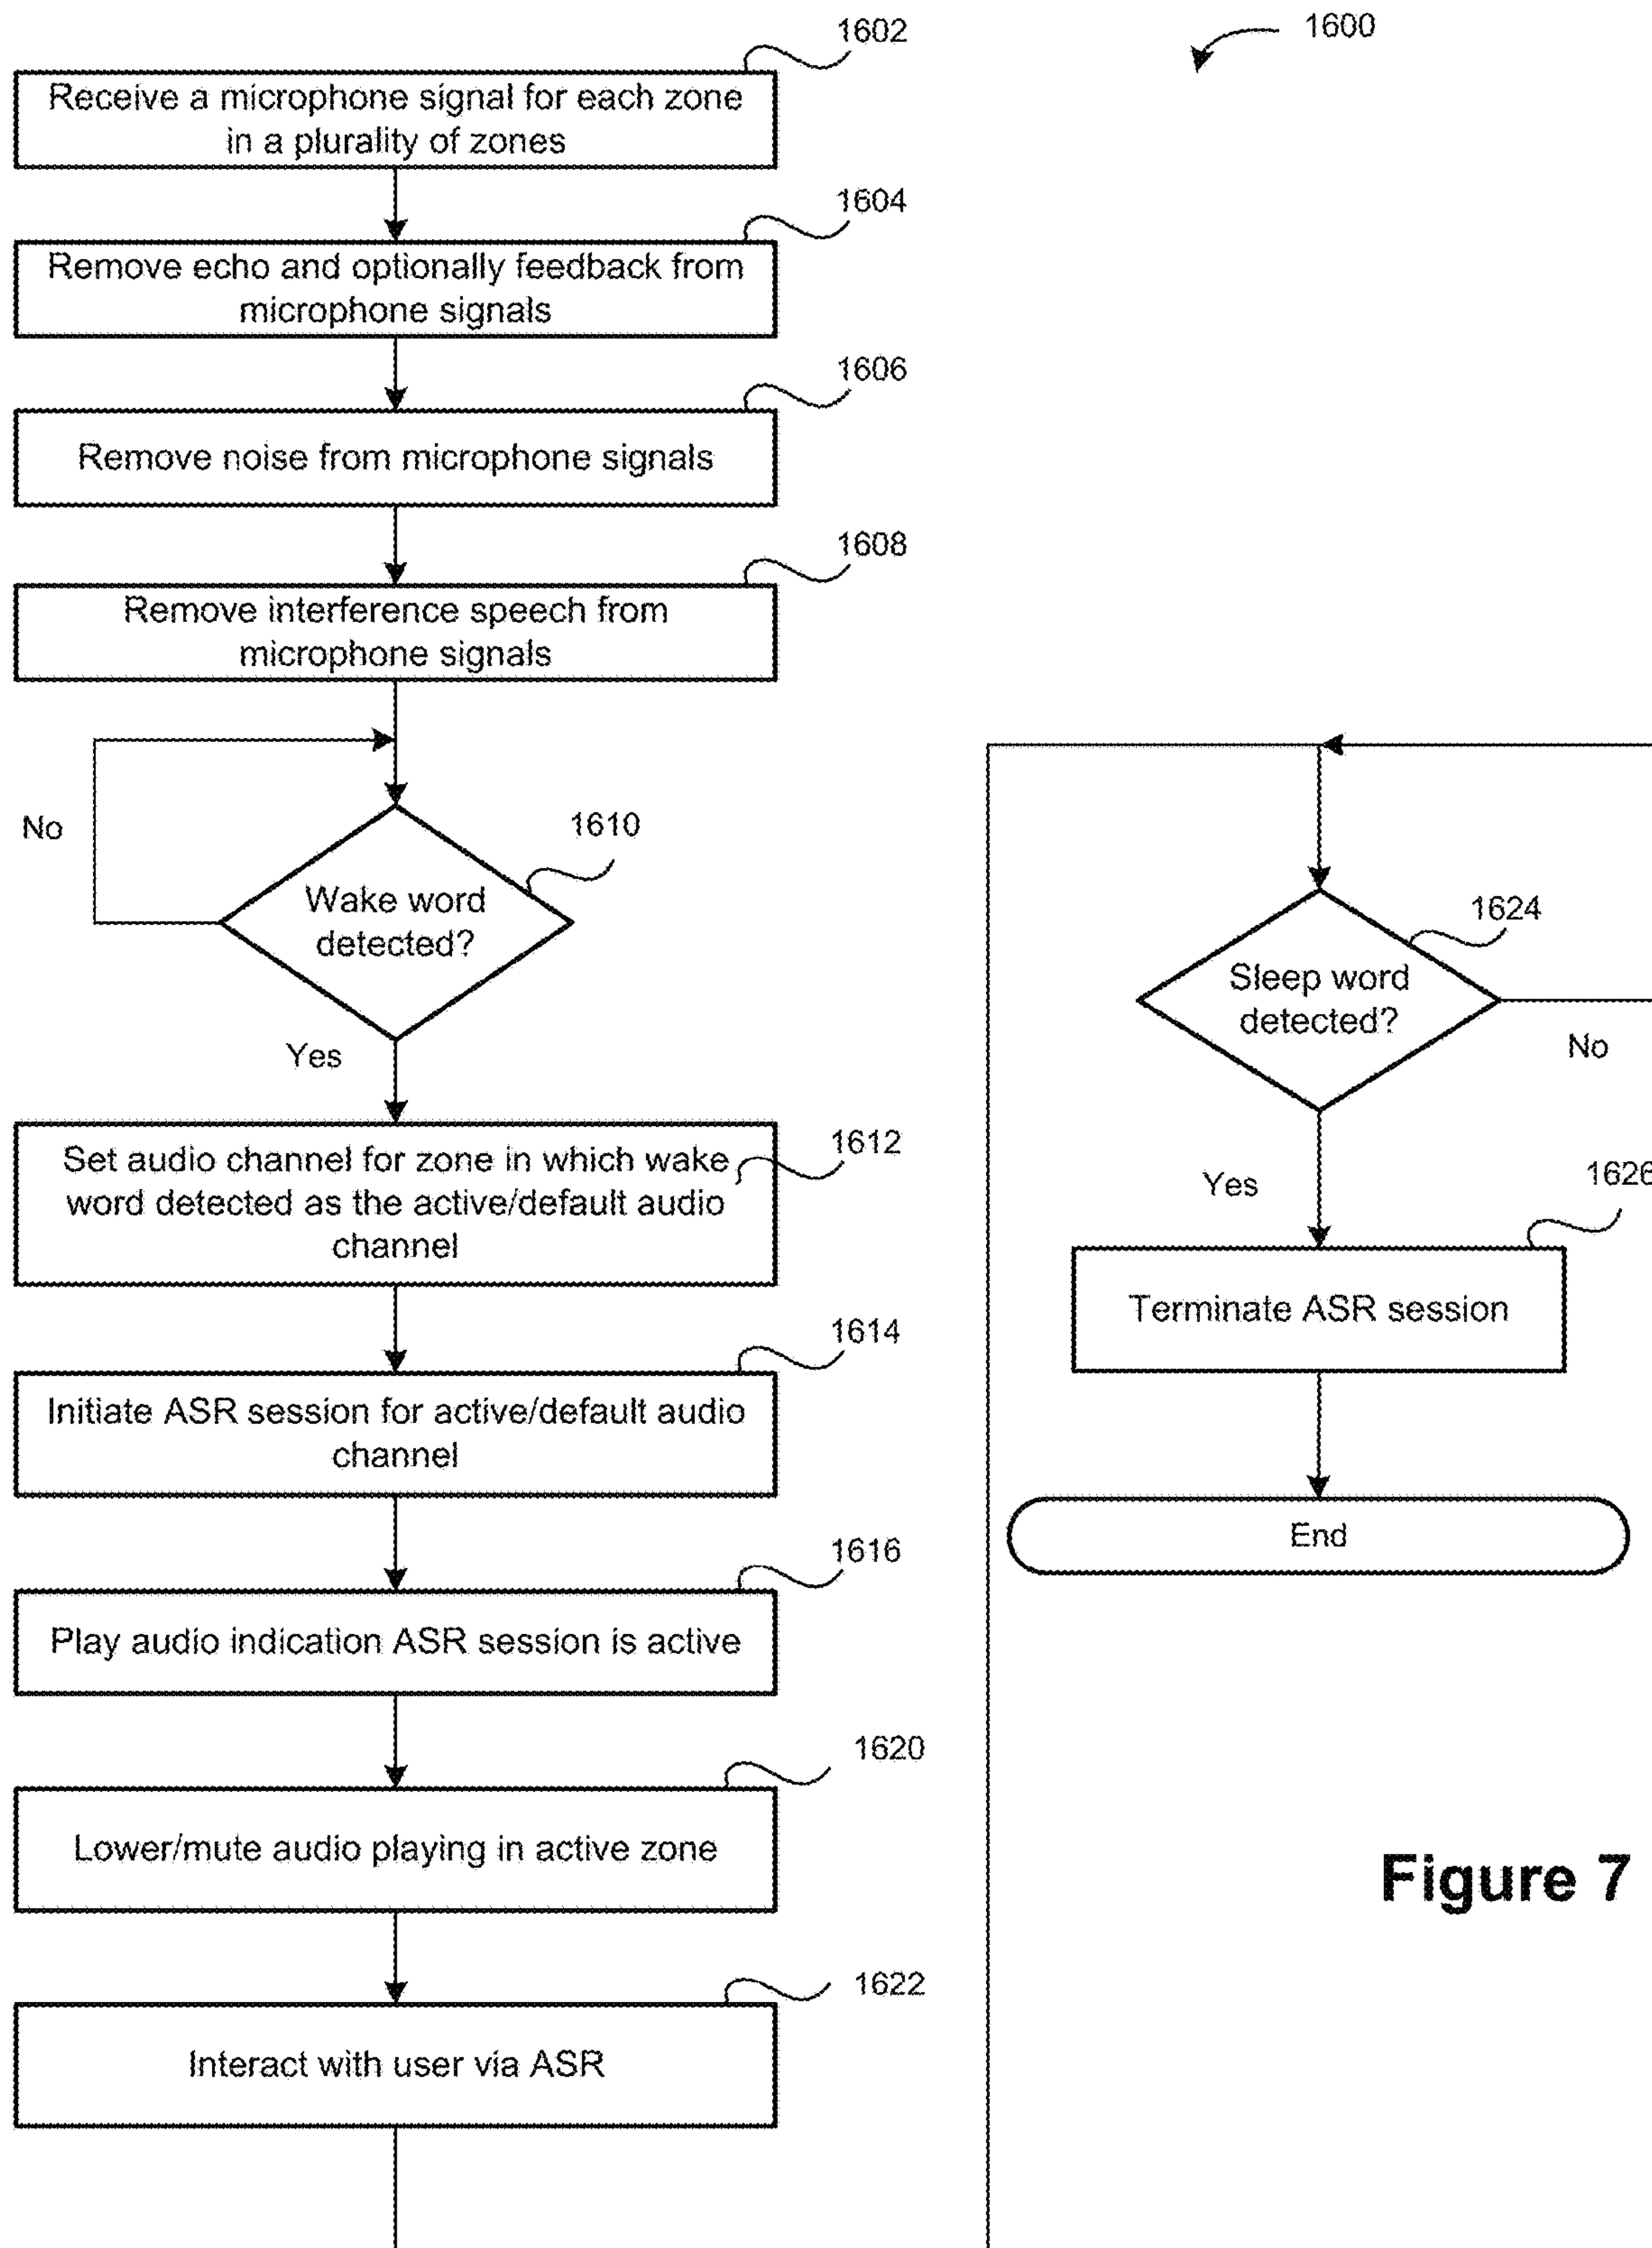 1600
1602
Receive a microphone signal for each zone
in a plurality of zones
1604
Remove echo and optionally feedback from
microphone signals
1606
Remove noise from microphone signals
1608
Remove interference speech from
microphone signals
No
1610
Wake word
detected?
Yes
1612
Set audio channel for zone in which wake
word detected as the active/default audio
channel
1614
Initiate ASR session for active/default audio
channel
1616
Play audio indication ASR session is active
1620
Lower/mute audio playing in active zone
1622
Interact with user via ASR
1624
Sleep word
detected?
No
Yes
1626
Terminate ASR session
End
Figure 7